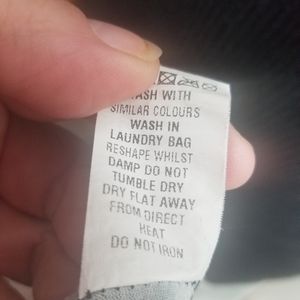 WASH WITH
SIMILAR COLOURS
WASH IN
LAUNDRY BAG
RESHAPE WHILST
DAMP DO NOT
TUMBLE DRY
DRY FLAT AWAY
FROM DIRECT
HEAT
DO NOT IRON